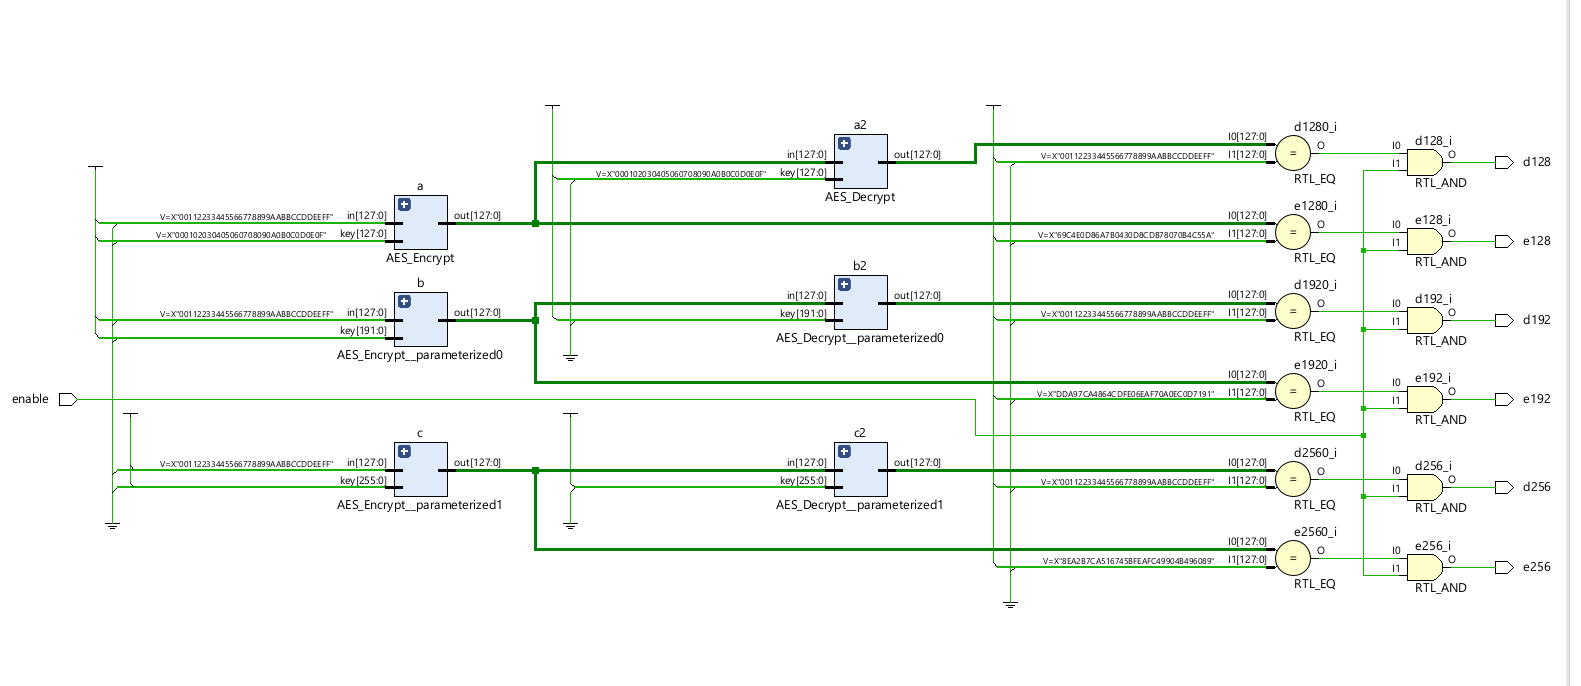 a2
in[127:0]
V=X"000102030405060708090A0B0C0D0E0F"
key[127:0]
out[127:0]
AES_Decrypt
d1280_i
I0[127:0]
V=X"00112233445566778899AABBCCDDEEFF"
I1[127:0]
O
=
RTL_EQ
d128_i
I0
I1
O
RTL_AND
d128
a
V=X"00112233445566778899AABBCCDDEEFF"
in[127:0]
V=X"000102030405060708090A0B0C0D0E0F"
key[127:0]
out[127:0]
AES_Encrypt
e1280_i
I0[127:0]
V=X"69C4E0D86A7B0430D8CDB78070B4C55A"
I1[127:0]
O
=
RTL_EQ
e128_i
I0
I1
O
RTL_AND
e128
b
V=X"00112233445566778899AABBCCDDEEFF"
in[127:0]
key[191:0]
out[127:0]
AES_Encrypt__parameterized0
b2
in[127:0]
key[191:0]
out[127:0]
AES_Decrypt__parameterized0
d1920_i
I0[127:0]
V=X"00112233445566778899AABBCCDDEEFF"
I1[127:0]
O
=
RTL_EQ
d192_i
I0
I1
O
RTL_AND
d192
enable
e1920_i
I0[127:0]
V=X"DDA97CA4864CDFE06EAF70A0EC0D7191"
I1[127:0]
O
=
RTL_EQ
e192_i
I0
I1
O
RTL_AND
e192
c
V=X"00112233445566778899AABBCCDDEEFF"
in[127:0]
key[255:0]
out[127:0]
AES_Encrypt__parameterized1
c2
in[127:0]
key[255:0]
out[127:0]
AES_Decrypt__parameterized1
d2560_i
I0[127:0]
V=X"00112233445566778899AABBCCDDEEFF"
I1[127:0]
O
=
RTL_EQ
d256_i
I0
I1
O
RTL_AND
d256
e2560_i
I0[127:0]
V=X"8EA2B7CA516745BFEAFC49904B496089"
I1[127:0]
O
=
RTL_EQ
e256_i
I0
I1
O
RTL_AND
e256